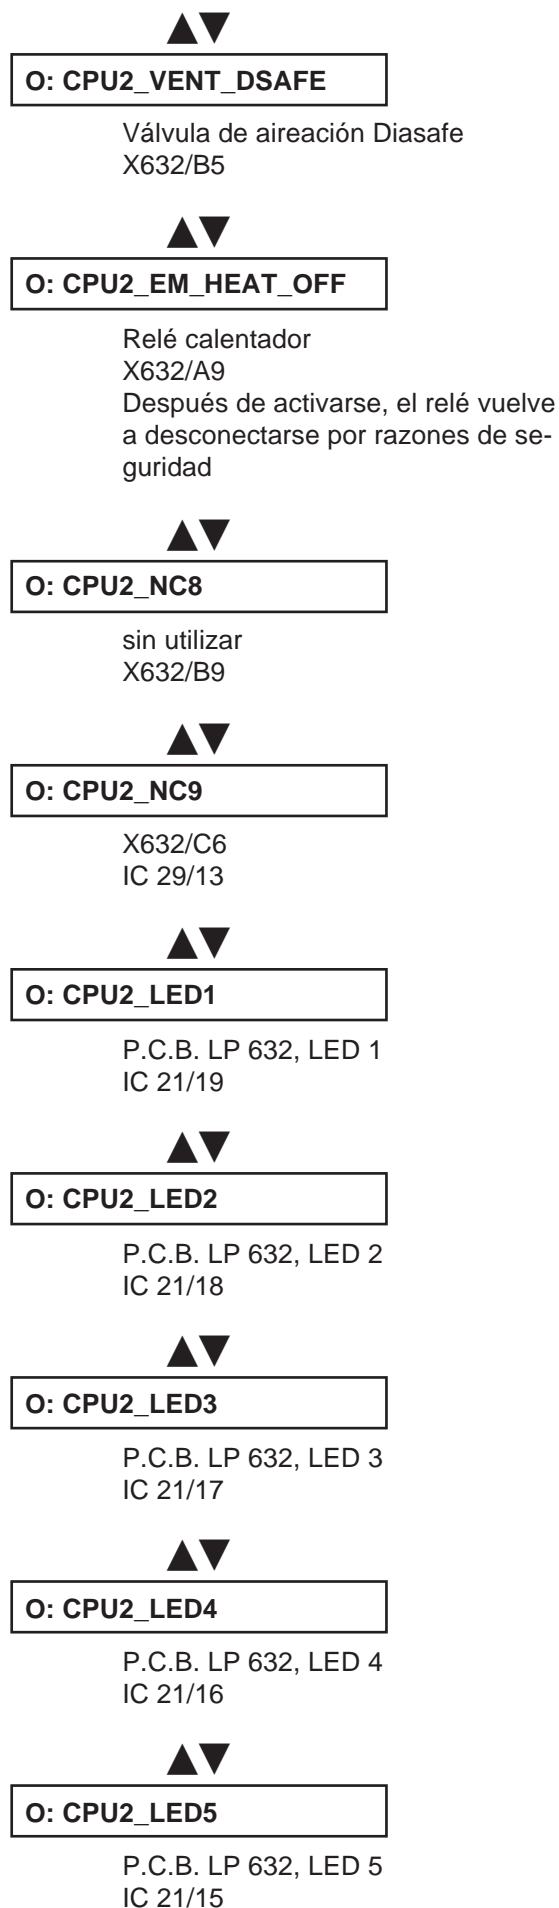 ▲▼
O: CPU2_VENT_DSAFE
Válvula de aireación Diasafe
X632/B5
▲▼
O: CPU2_EM_HEAT_OFF
Relé calentador
X632/A9
Después de activarse, el relé vuelve
a desconectarse por razones de se-
guridad
▲▼
O: CPU2_NC8
sin utilizar
X632/B9
▲▼
O: CPU2_NC9
X632/C6
IC 29/13
▲▼
O: CPU2_LED1
P.C.B. LP 632, LED 1
IC 21/19
▲▼
O: CPU2_LED2
P.C.B. LP 632, LED 2
IC 21/18
▲▼
O: CPU2_LED3
P.C.B. LP 632, LED 3
IC 21/17
▲▼
O: CPU2_LED4
P.C.B. LP 632, LED 4
IC 21/16
▲▼
O: CPU2_LED5
P.C.B. LP 632, LED 5
IC 21/15